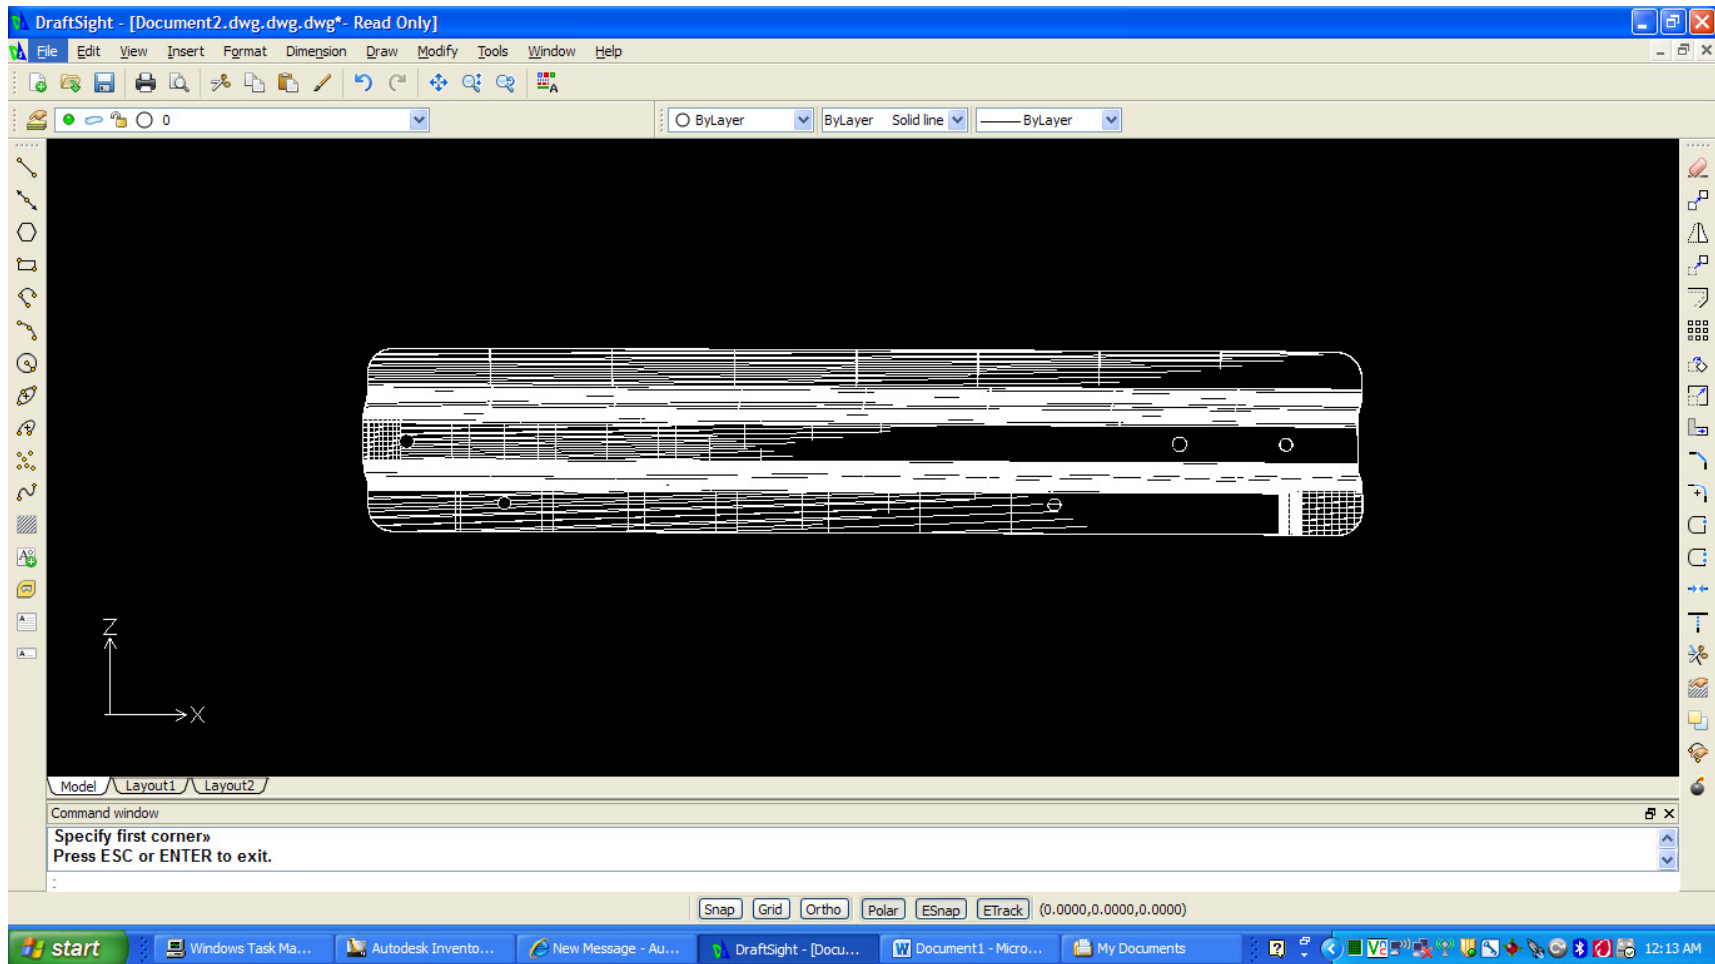 DraftSight - [Document2.dwg.dwg.dwg*- Read Only]
File Edit View Insert Format Dimension Draw Modify Tools Window Help
A
0
ByLayer
ByLayer Solid line
ByLayer
Z
X
Model Layout1 Layout2
Command window
Specify first corner»
Press ESC or ENTER to exit.
:
Snap Grid Ortho Polar ESnap ETrack (0.0000,0.0000,0.0000)
start Windows Task Ma... Autodesk Invento... New Message - Au... DraftSight - [Docu... Document1 - Micro... My Documents 12:13 AM